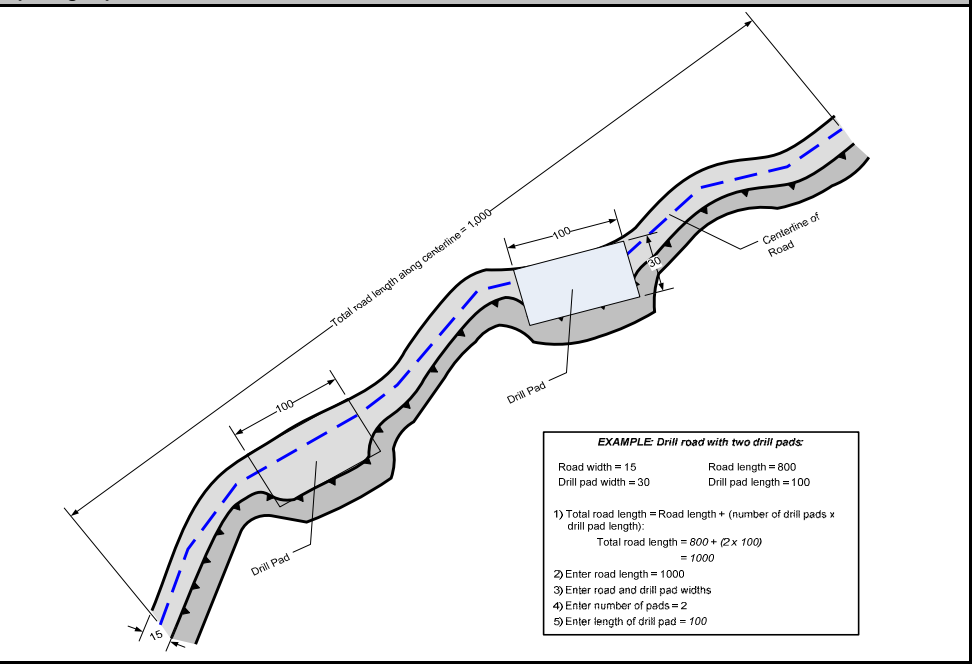 Total road length along centerline = 1,000
100
30
Centerline of
Road
Drill Pad
100
Drill Pad
15
EXAMPLE: Drill road with two drill pads:
Road width = 15 Road length = 800
Drill pad width = 30 Drill pad length = 100
1) Total road length = Road length + (number of drill pads x
drill pad length):
Total road length = 800 + (2 x 100)
= 1000
2) Enter road length = 1000
3) Enter road and drill pad widths
4) Enter number of pads = 2
5) Enter length of drill pad = 100